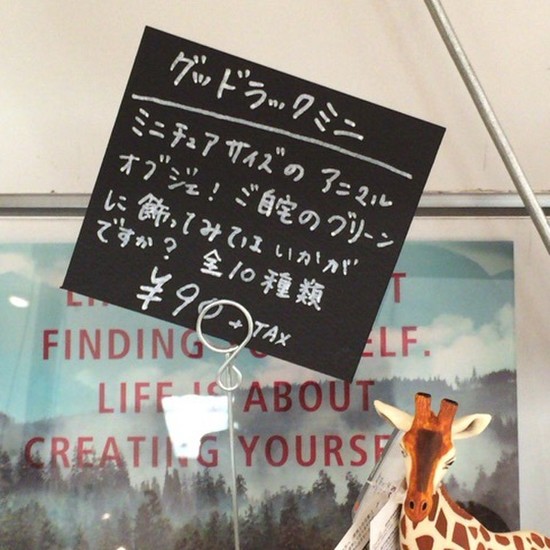 グッドラックミニ
ミニチュアサイズの アニマル
オブジェ! ご自宅のグリーン
に 飾ってみてはいかが
ですか? 全10種類
+TAX
FINDING
ELF.
LIFE IS ABOUT
CREATING